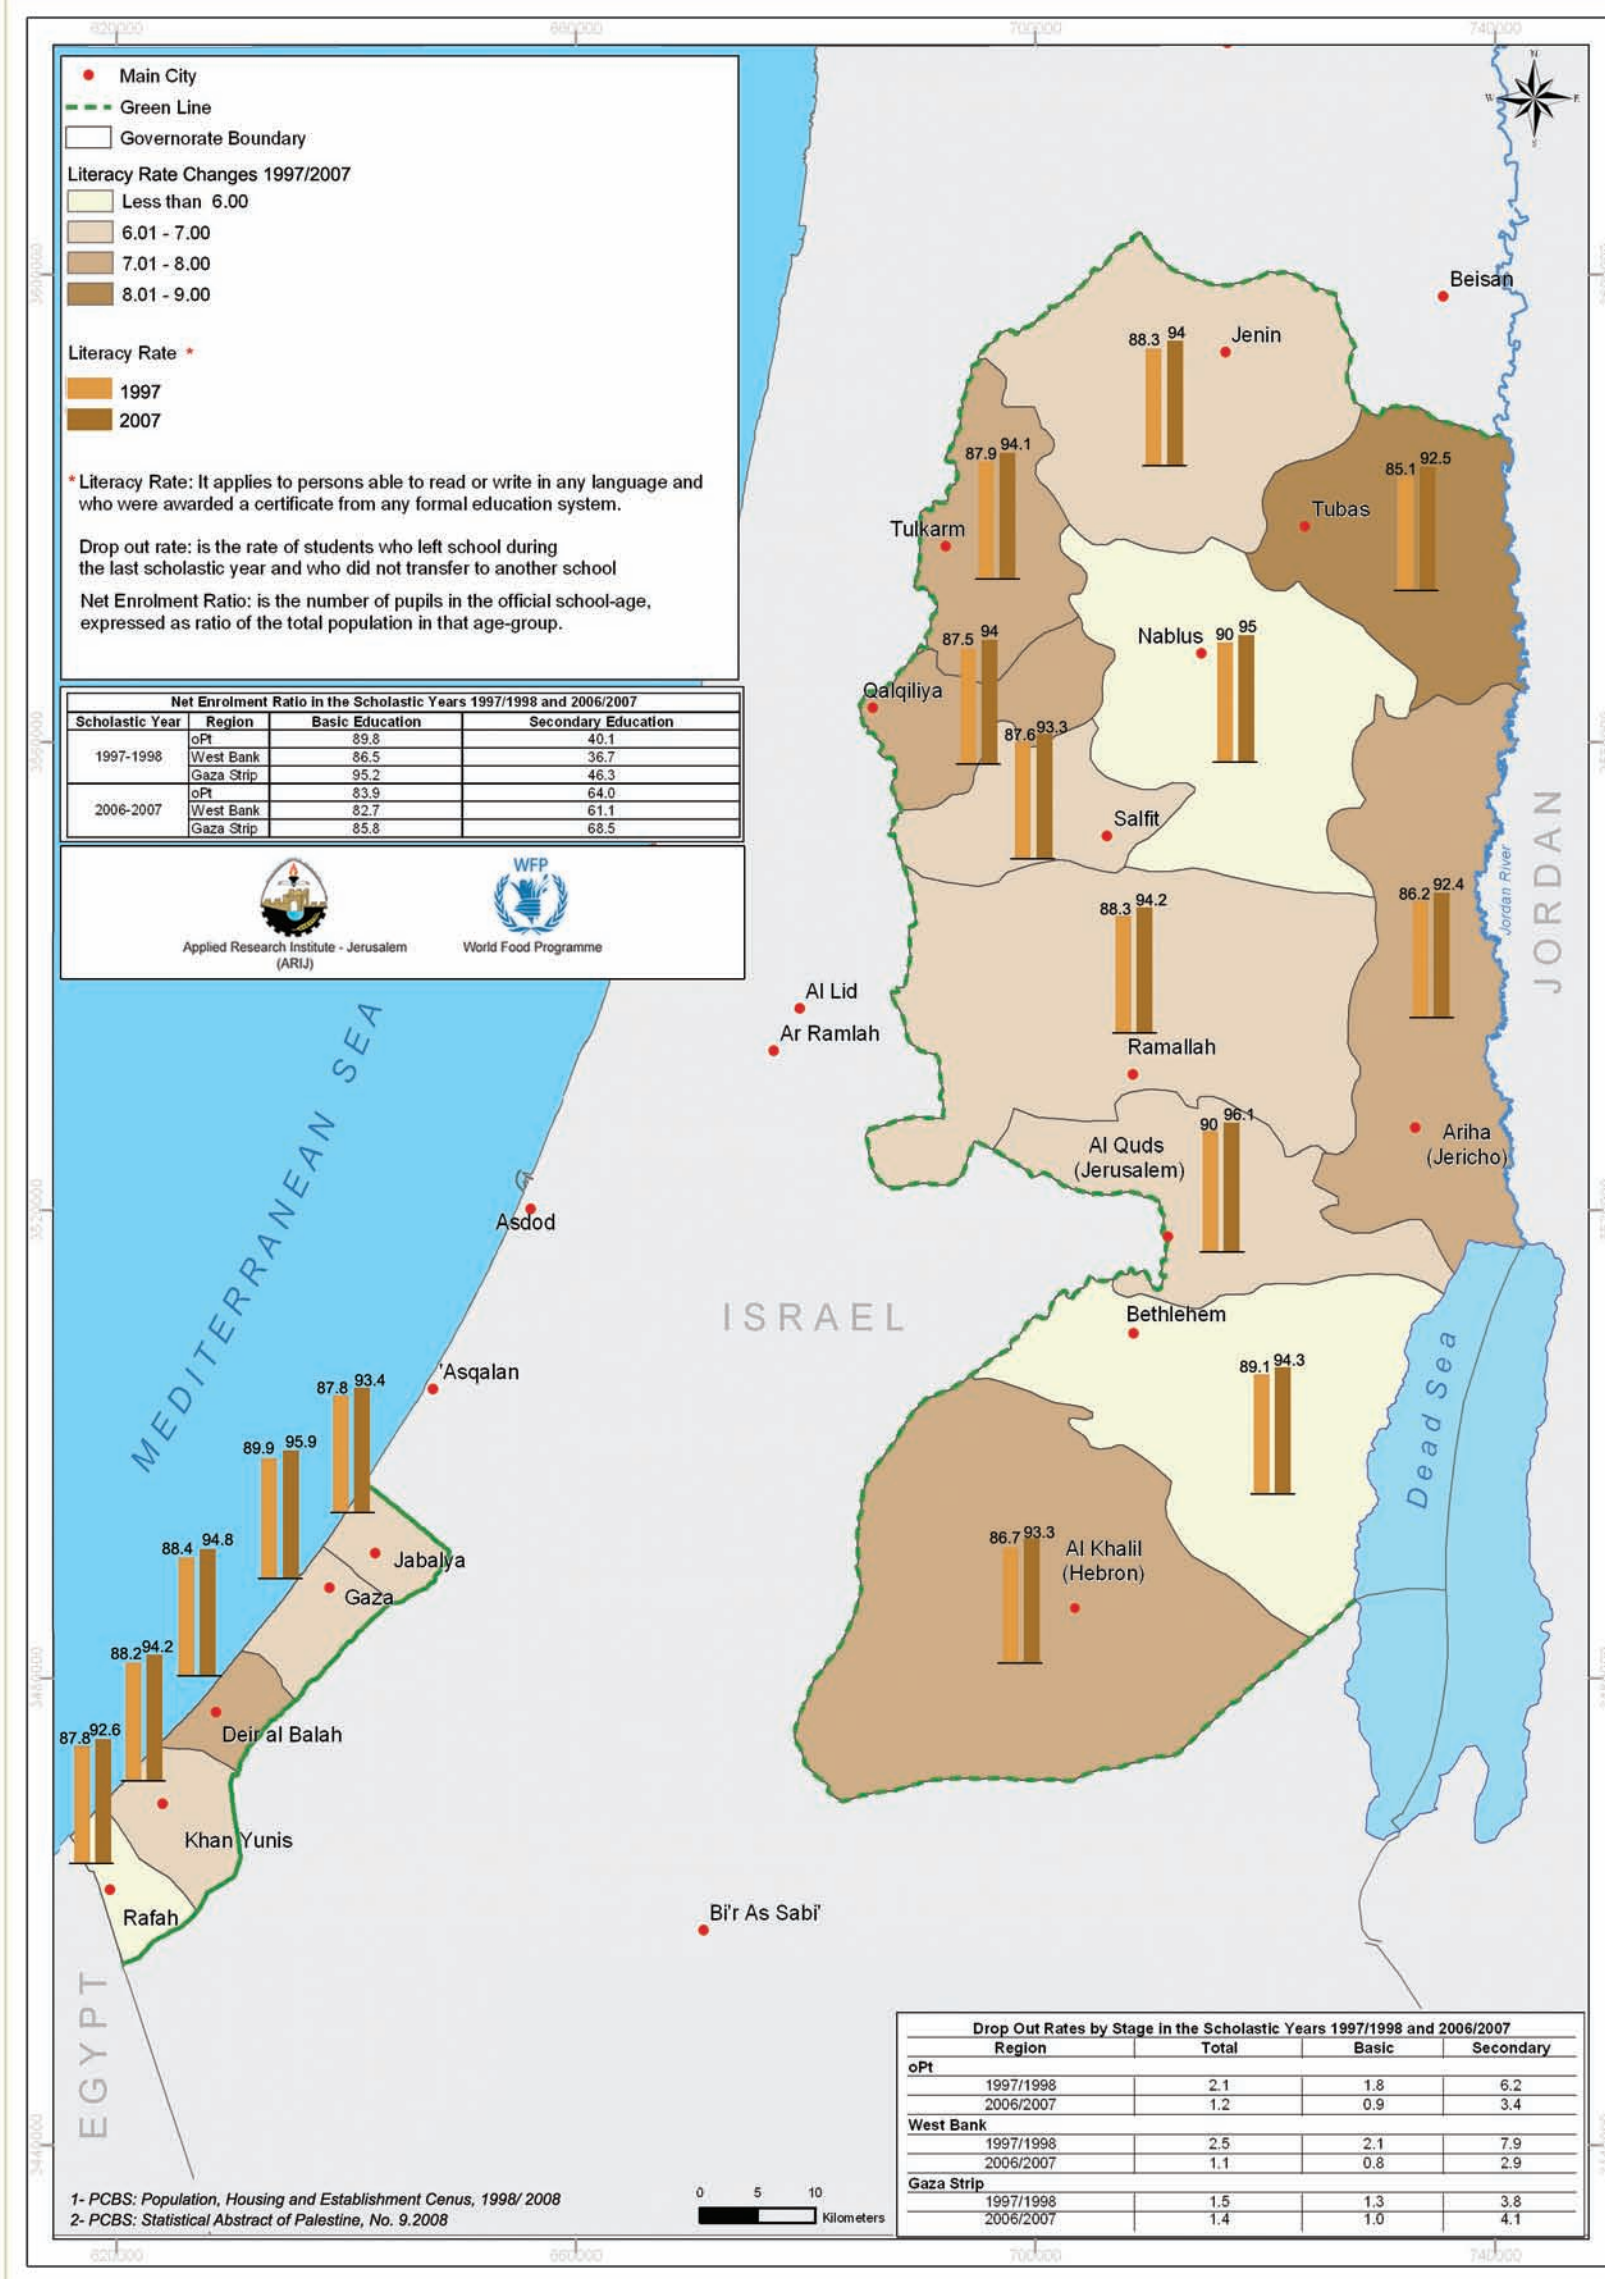 620000 660000 700000 740000
Main City
Green Line
Governorate Boundary
Literacy Rate Changes 1997/2007
Less than 6.00
6.01 - 7.00
7.01 - 8.00
8.01 - 9.00
Literacy Rate *
1997
2007
* Literacy Rate: It applies to persons able to read or write in any language and
who were awarded a certificate from any formal education system.
Drop out rate: is the rate of students who left school during
the last scholastic year and who did not transfer to another school
Net Enrolment Ratio: is the number of pupils in the official school-age,
expressed as ratio of the total population in that age-group.
Net Enrolment Ratio in the Scholastic Years 1997/1998 and 2006/2007
Scholastic Year Region Basic Education Secondary Education
1997-1998
oPt 89.8 40.1
West Bank 86.5 36.7
Gaza Strip 95.2 46.3
2006-2007
oPt 83.9 64.0
West Bank 82.7 61.1
Gaza Strip 85.8 68.5
WFP
Applied Research Institute - Jerusalem
(ARIJ)
World Food Programme
N
W E
S
Beisan
88.3 94
Jenin
87.9 94.1
Tulkarm
85.1 92.5
Tubas
87.5 94
Qalqiliya
Nablus 90 95
87.6 93.3
Salfit
86.2 92.4
Jordan River
JORDAN
88.3 94.2
Ramallah
Al Lid
Ar Ramlah
90 96.1
Al Quds
(Jerusalem)
Ariha
(Jericho)
MEDITERRANEAN SEA
Asdod
ISRAEL
Bethlehem
89.1 94.3
Dead Sea
'Asqalan
87.8 93.4
89.9 95.9
88.4 94.8
88.2 94.2
87.8 92.6
Jabalya
Gaza
Deir al Balah
Khan Yunis
Rafah
86.7 93.3
Al Khalil
(Hebron)
Bi'r As Sabi'
EGYPT
Drop Out Rates by Stage in the Scholastic Years 1997/1998 and 2006/2007
Region Total Basic Secondary
oPt
1997/1998 2.1 1.8 6.2
2006/2007 1.2 0.9 3.4
West Bank
1997/1998 2.5 2.1 7.9
2006/2007 1.1 0.8 2.9
Gaza Strip
1997/1998 1.5 1.3 3.8
2006/2007 1.4 1.0 4.1
1- PCBS: Population, Housing and Establishment Cenus, 1998/ 2008
2- PCBS: Statistical Abstract of Palestine, No. 9.2008
0 5 10
Kilometers
620000 660000 700000 740000